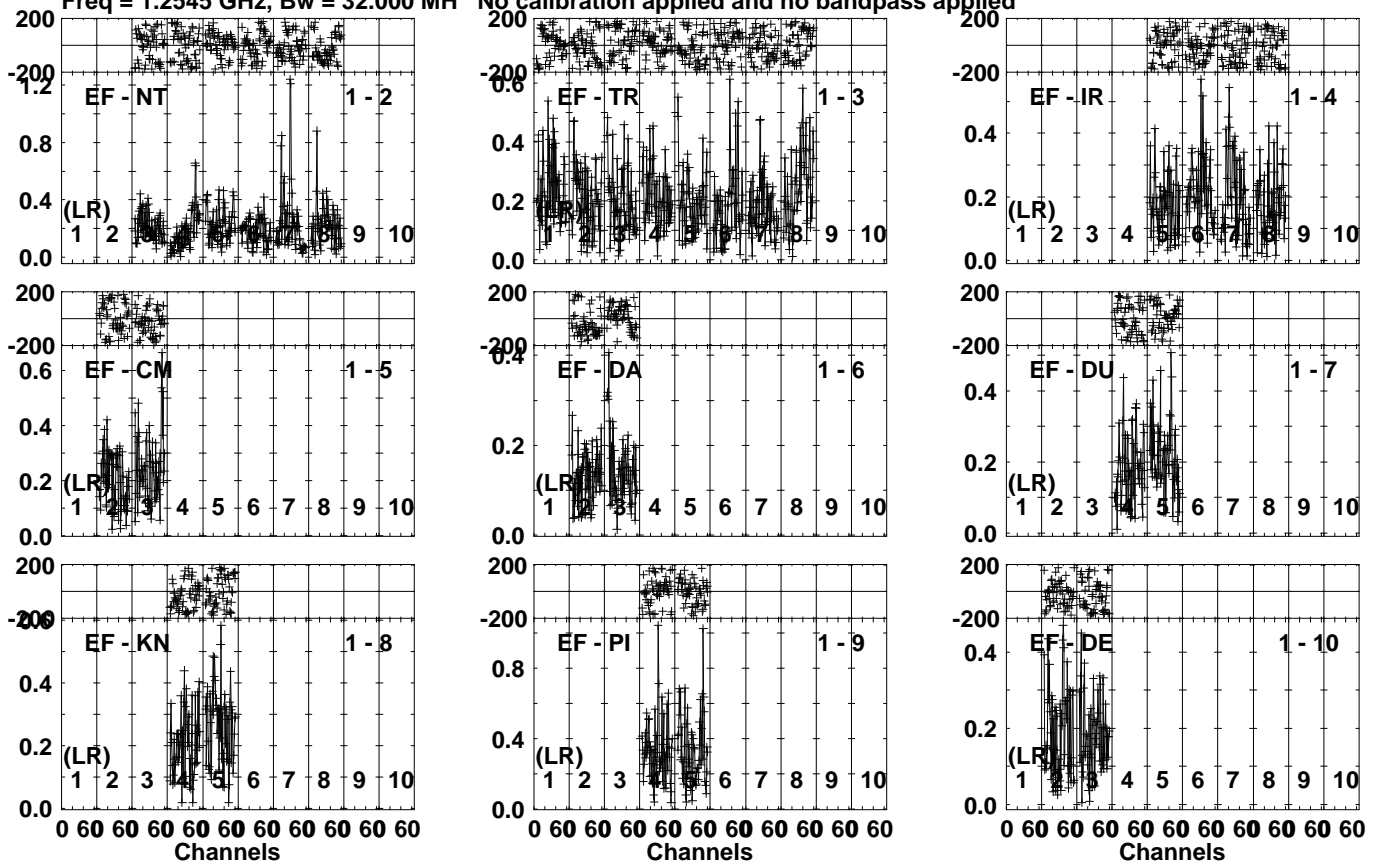 Freq = 1.2545 GHz, Bw = 32.000 MH No calibration applied and no bandpass applied
200 200 200
-200 -200 -200
1.2 EF - NT 1 - 2 0.6 EF - TR 1 - 3 EF - IR 1 - 4
0.8 0.4 0.4
0.4 0.2 0.2
(LR) (LR) (LR)
1 2 3 4 5 6 7 8 9 10 1 2 3 4 5 6 7 8 9 10 1 2 3 4 5 6 7 8 9 10
0.0 0.0 0.0
200 200 200
-200 -200 -200
0.6 EF - CM 1 - 5 0.4 EF - DA 1 - 6 EF - DU 1 - 7
0.4 0.2 0.4
0.2 0.2
(LR) (LR) (LR)
1 2 3 4 5 6 7 8 9 10 1 2 3 4 5 6 7 8 9 10 1 2 3 4 5 6 7 8 9 10
0.0 0.0 0.0
200 200 200
-200 -200 -200
0.6 EF - KN 1 - 8 EF - PI 1 - 9 EF - DE 1 - 10
0.4 0.8 0.4
0.2 0.4 0.2
(LR) (LR) (LR)
1 2 3 4 5 6 7 8 9 10 1 2 3 4 5 6 7 8 9 10 1 2 3 4 5 6 7 8 9 10
0.0 0.0 0.0
0 60 60 60 0 60 60 60 0 60 60 60 0 60 0 60 60 60 0 60 60 60 0 60 60 60 0 60 0 60 60 60 0 60 60 60 0 60 60 60 0 60
Channels Channels Channels